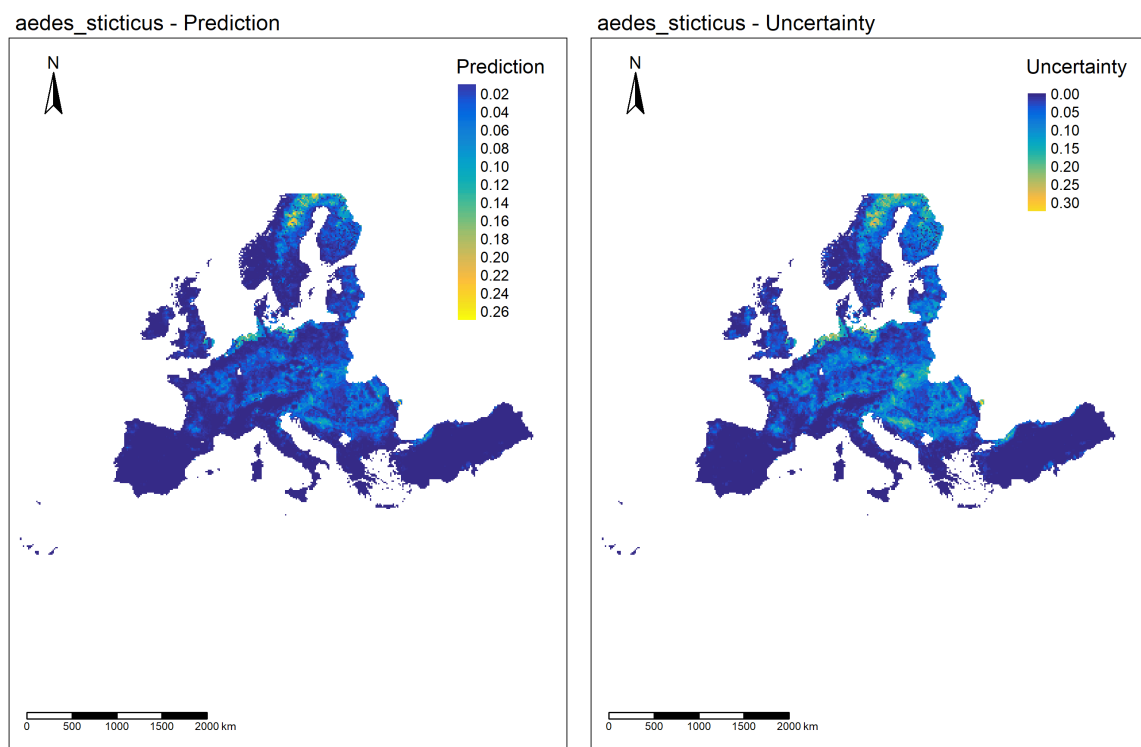 aedes_sticticus - Prediction
N
Prediction
0.02
0.04
0.06
0.08
0.10
0.12
0.14
0.16
0.18
0.20
0.22
0.24
0.26
0 500 1000 1500 2000 km
aedes_sticticus - Uncertainty
N
Uncertainty
0.00
0.05
0.10
0.15
0.20
0.25
0.30
0 500 1000 1500 2000 km